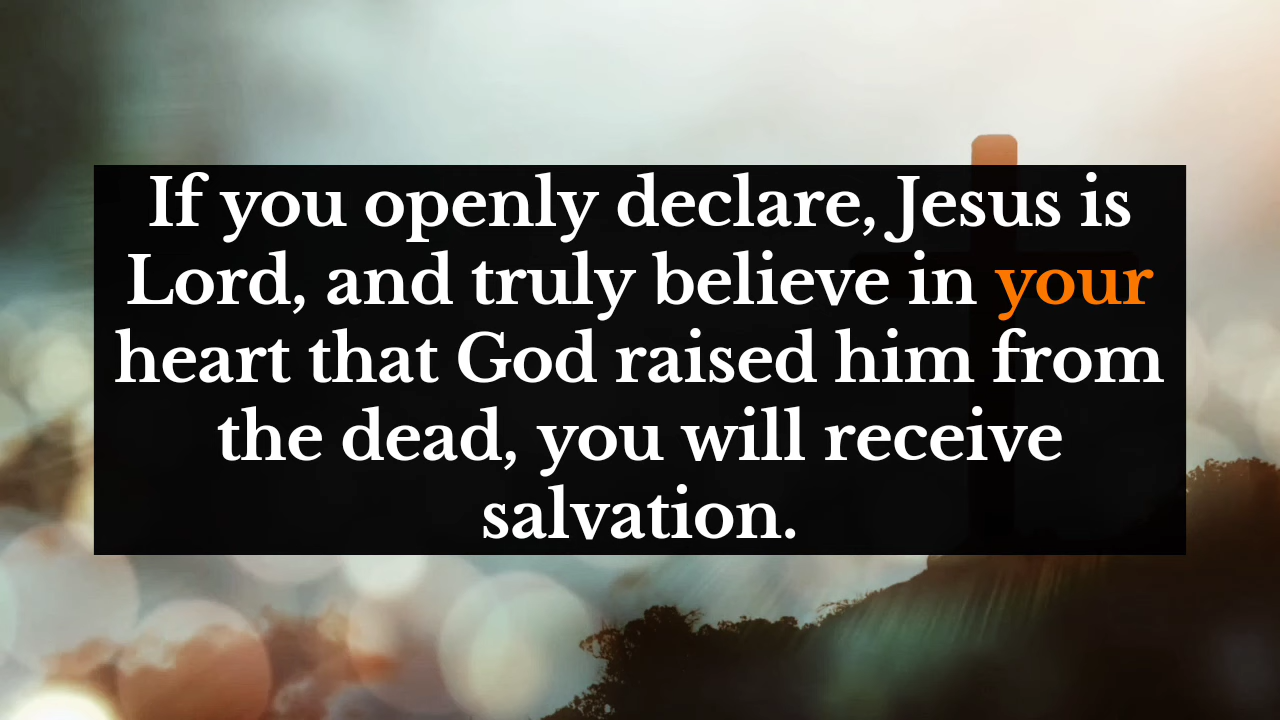 If you openly declare, Jesus is
Lord, and truly believe in your
heart that God raised him from
the dead, you will receive
salvation.